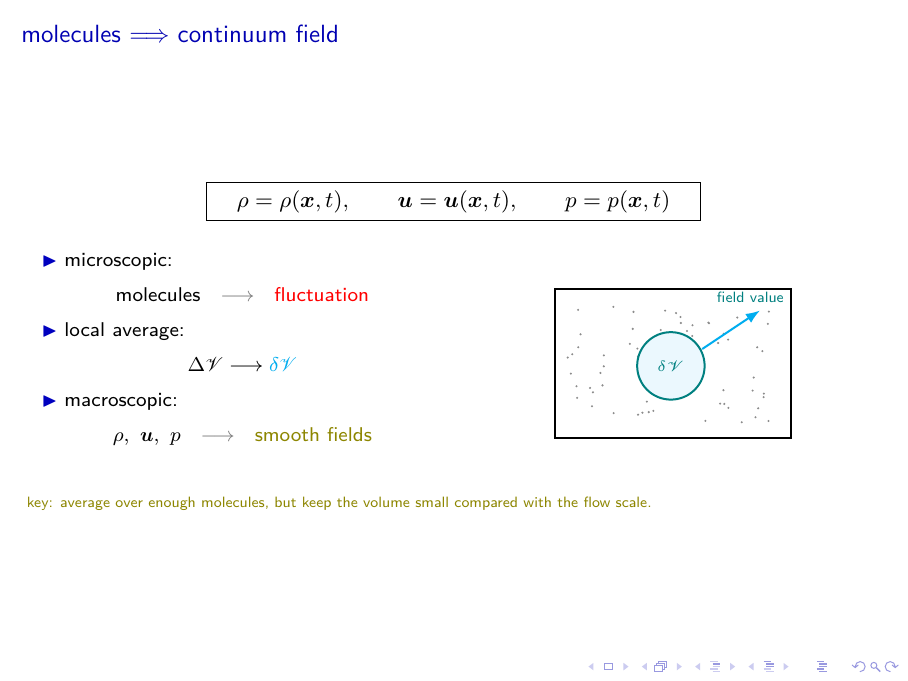 molecules ⟹ continuum field
ρ = ρ(x, t), u = u(x, t), p = p(x, t)
▶ microscopic:
molecules ⟶ fluctuation
▶ local average:
Δ𝒱 ⟶ δ𝒱
▶ macroscopic:
ρ, u, p ⟶ smooth fields
field value
δ𝒱
key: average over enough molecules, but keep the volume small compared with the flow scale.